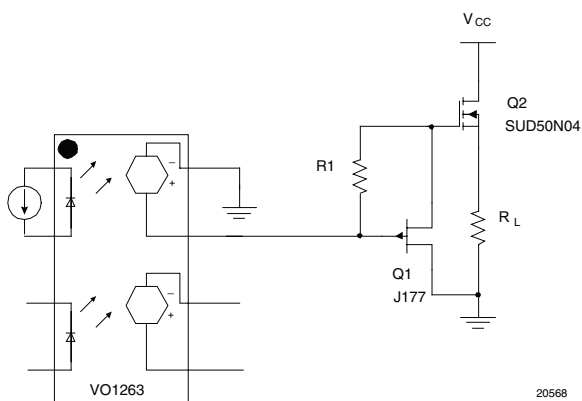 V CC
Q2
SUD50N04
R1
–
+
R L
Q1
J177
–
+
VO1263
20568